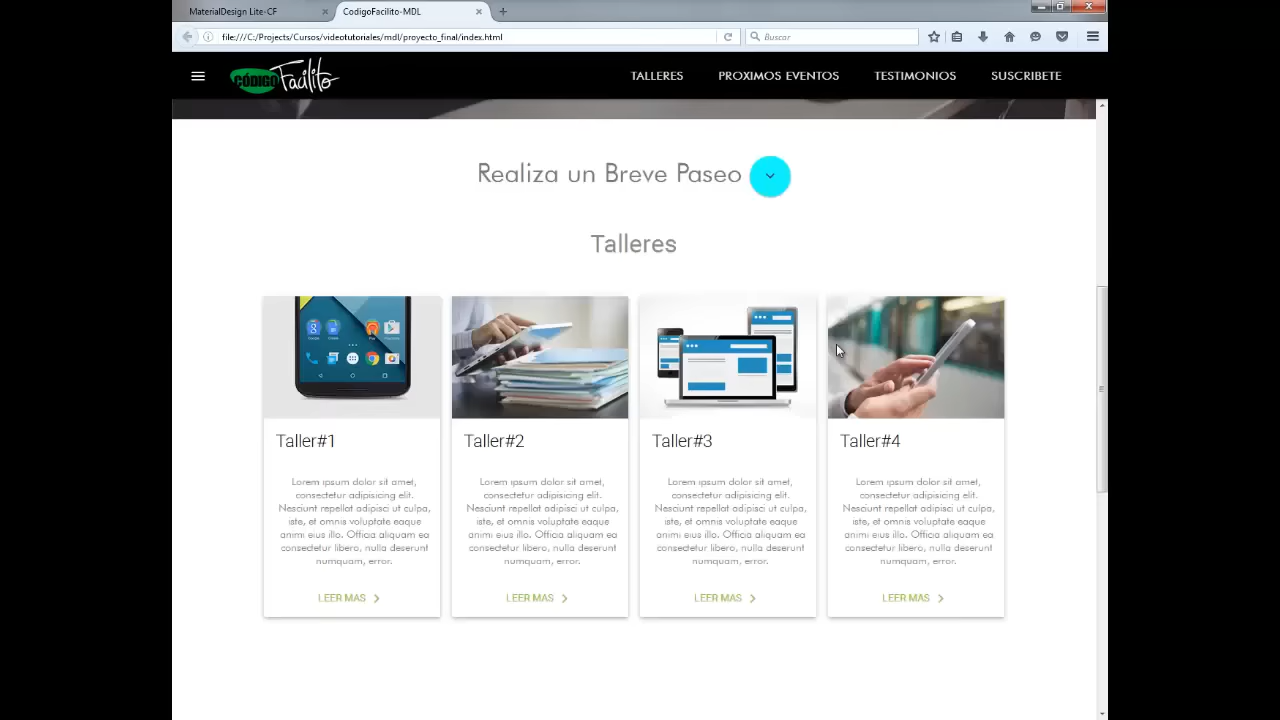 MaterialDesign Lite-CF
CodigoFacilito-MDL
file:///C:/Projects/Cursos/videotutoriales/mdl/proyecto_final/index.html
Buscar
CÓDIGO Facilito
TALLERES
PROXIMOS EVENTOS
TESTIMONIOS
SUSCRIBETE
Realiza un Breve Paseo
Talleres
Taller#1
Lorem ipsum dolor sit amet,
consectetur adipisicing elit.
Nesciunt repellat adipisci ut culpa,
iste, et omnis voluptate eaque
animi eius illo. Officia aliquam ea
consectetur libero, nulla deserunt
numquam, error.
LEER MAS
Taller#2
Lorem ipsum dolor sit amet,
consectetur adipisicing elit.
Nesciunt repellat adipisci ut culpa,
iste, et omnis voluptate eaque
animi eius illo. Officia aliquam ea
consectetur libero, nulla deserunt
numquam, error.
LEER MAS
Taller#3
Lorem ipsum dolor sit amet,
consectetur adipisicing elit.
Nesciunt repellat adipisci ut culpa,
iste, et omnis voluptate eaque
animi eius illo. Officia aliquam ea
consectetur libero, nulla deserunt
numquam, error.
LEER MAS
Taller#4
Lorem ipsum dolor sit amet,
consectetur adipisicing elit.
Nesciunt repellat adipisci ut culpa,
iste, et omnis voluptate eaque
animi eius illo. Officia aliquam ea
consectetur libero, nulla deserunt
numquam, error.
LEER MAS